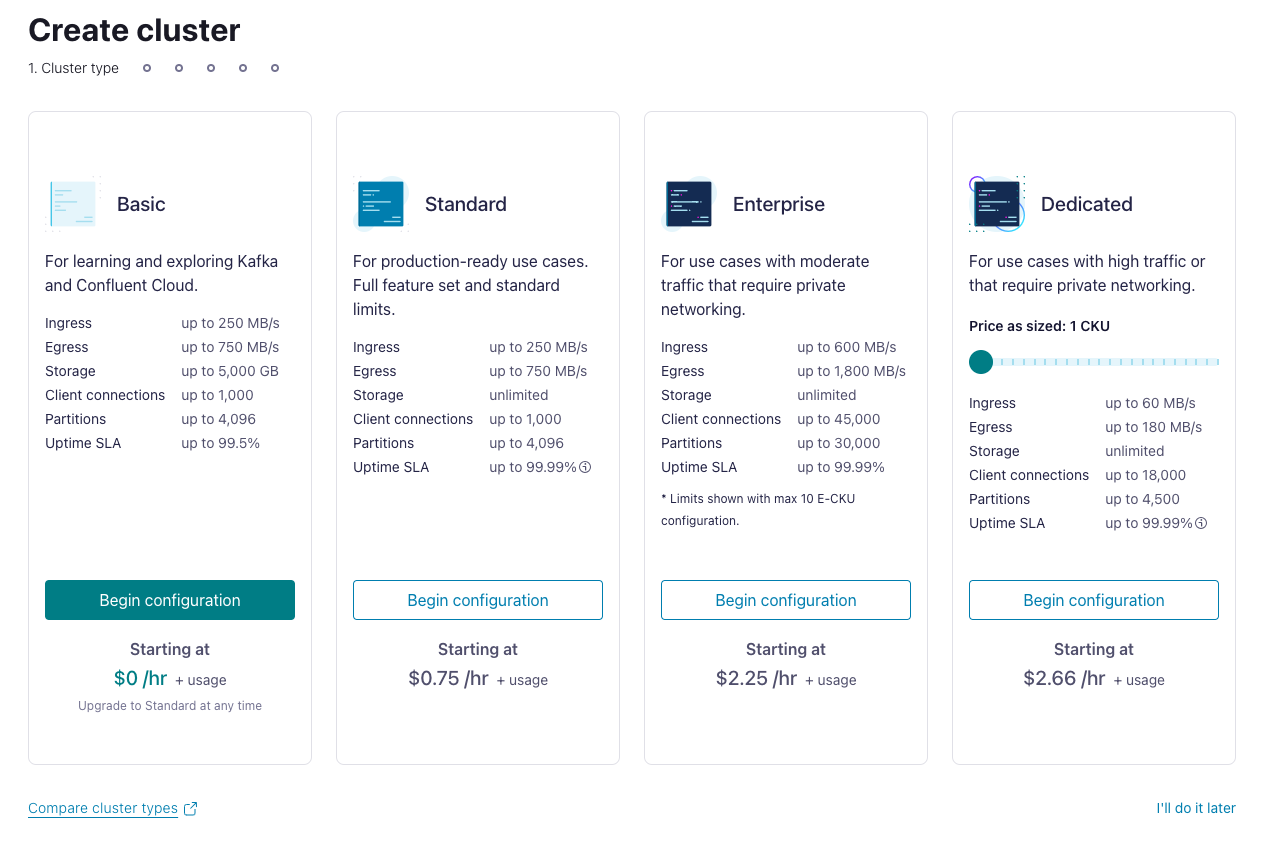 Create cluster
1. Cluster type
Basic
For learning and exploring Kafka
and Confluent Cloud.
Ingress up to 250 MB/s
Egress up to 750 MB/s
Storage up to 5,000 GB
Client connections up to 1,000
Partitions up to 4,096
Uptime SLA up to 99.5%
Begin configuration
Starting at
$0 /hr + usage
Upgrade to Standard at any time
Standard
For production-ready use cases.
Full feature set and standard
limits.
Ingress up to 250 MB/s
Egress up to 750 MB/s
Storage unlimited
Client connections up to 1,000
Partitions up to 4,096
Uptime SLA up to 99.99%
Begin configuration
Starting at
$0.75 /hr + usage
Enterprise
For use cases with moderate
traffic that require private
networking.
Ingress up to 600 MB/s
Egress up to 1,800 MB/s
Storage unlimited
Client connections up to 45,000
Partitions up to 30,000
Uptime SLA up to 99.99%
* Limits shown with max 10 E-CKU
configuration.
Begin configuration
Starting at
$2.25 /hr + usage
Dedicated
For use cases with high traffic or
that require private networking.
Price as sized: 1 CKU
Ingress up to 60 MB/s
Egress up to 180 MB/s
Storage unlimited
Client connections up to 18,000
Partitions up to 4,500
Uptime SLA up to 99.99%
Begin configuration
Starting at
$2.66 /hr + usage
Compare cluster types
I'll do it later